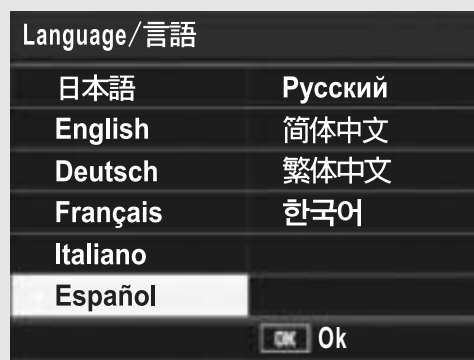 Language/言語
日本語
English
Deutsch
Français
Italiano
Español
Русский
简体中文
繁体中文
한국어
OK Ok